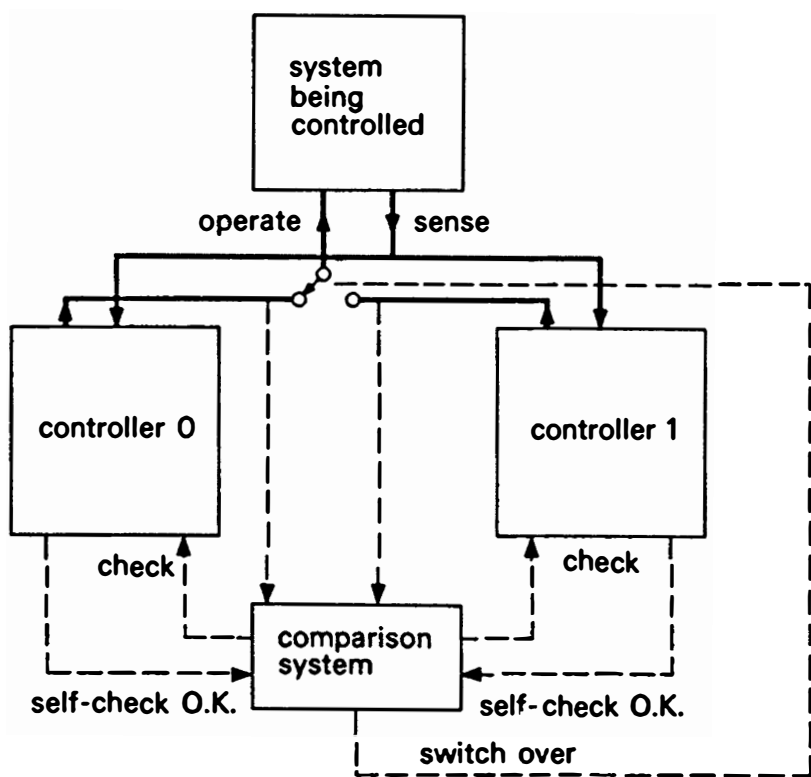 system
being
controlled
operate
sense
controller 0
controller 1
check
check
comparison
system
self-check O.K.
self-check O.K.
switch over